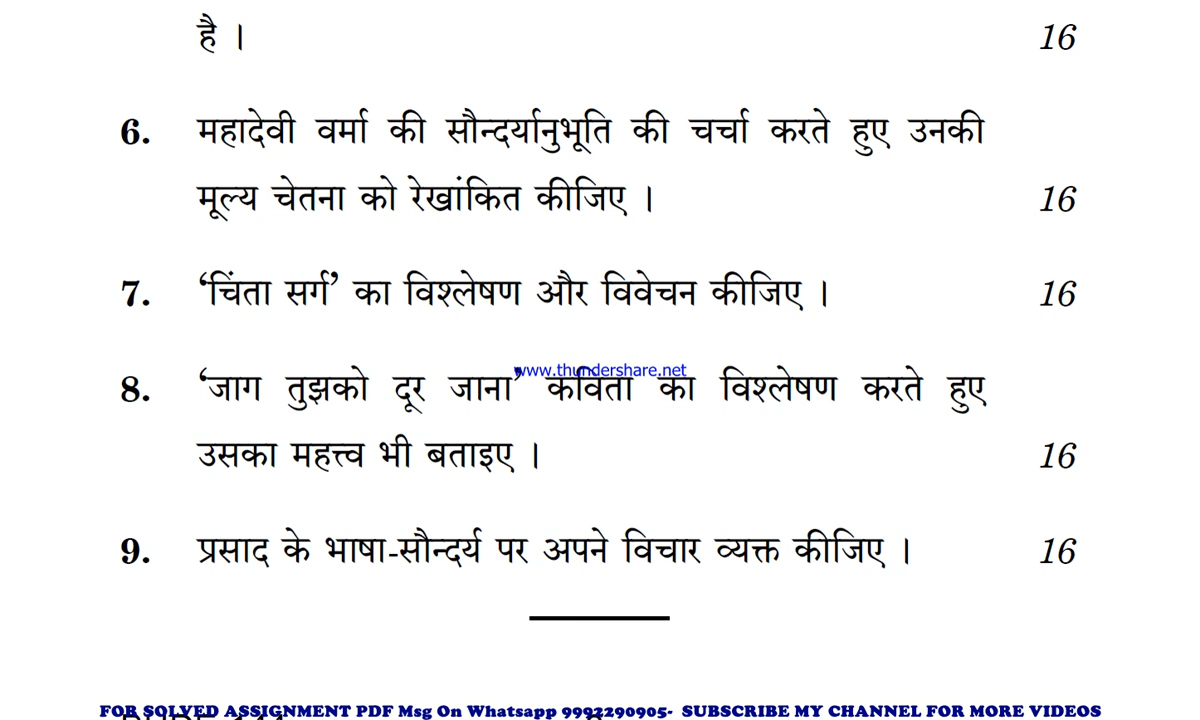 है । 16
6. महादेवी वर्मा की सौन्दर्यानुभूति की चर्चा करते हुए उनकी
मूल्य चेतना को रेखांकित कीजिए । 16
7. ‘चिंता सर्ग’ का विश्लेषण और विवेचन कीजिए । 16
www.thundershare.net
8. ‘जाग तुझको दूर जाना’ कविता का विश्लेषण करते हुए
उसका महत्त्व भी बताइए । 16
9. प्रसाद के भाषा-सौन्दर्य पर अपने विचार व्यक्त कीजिए । 16
FOR SOLVED ASSIGNMENT PDF Msg On Whatsapp 9992290905- SUBSCRIBE MY CHANNEL FOR MORE VIDEOS